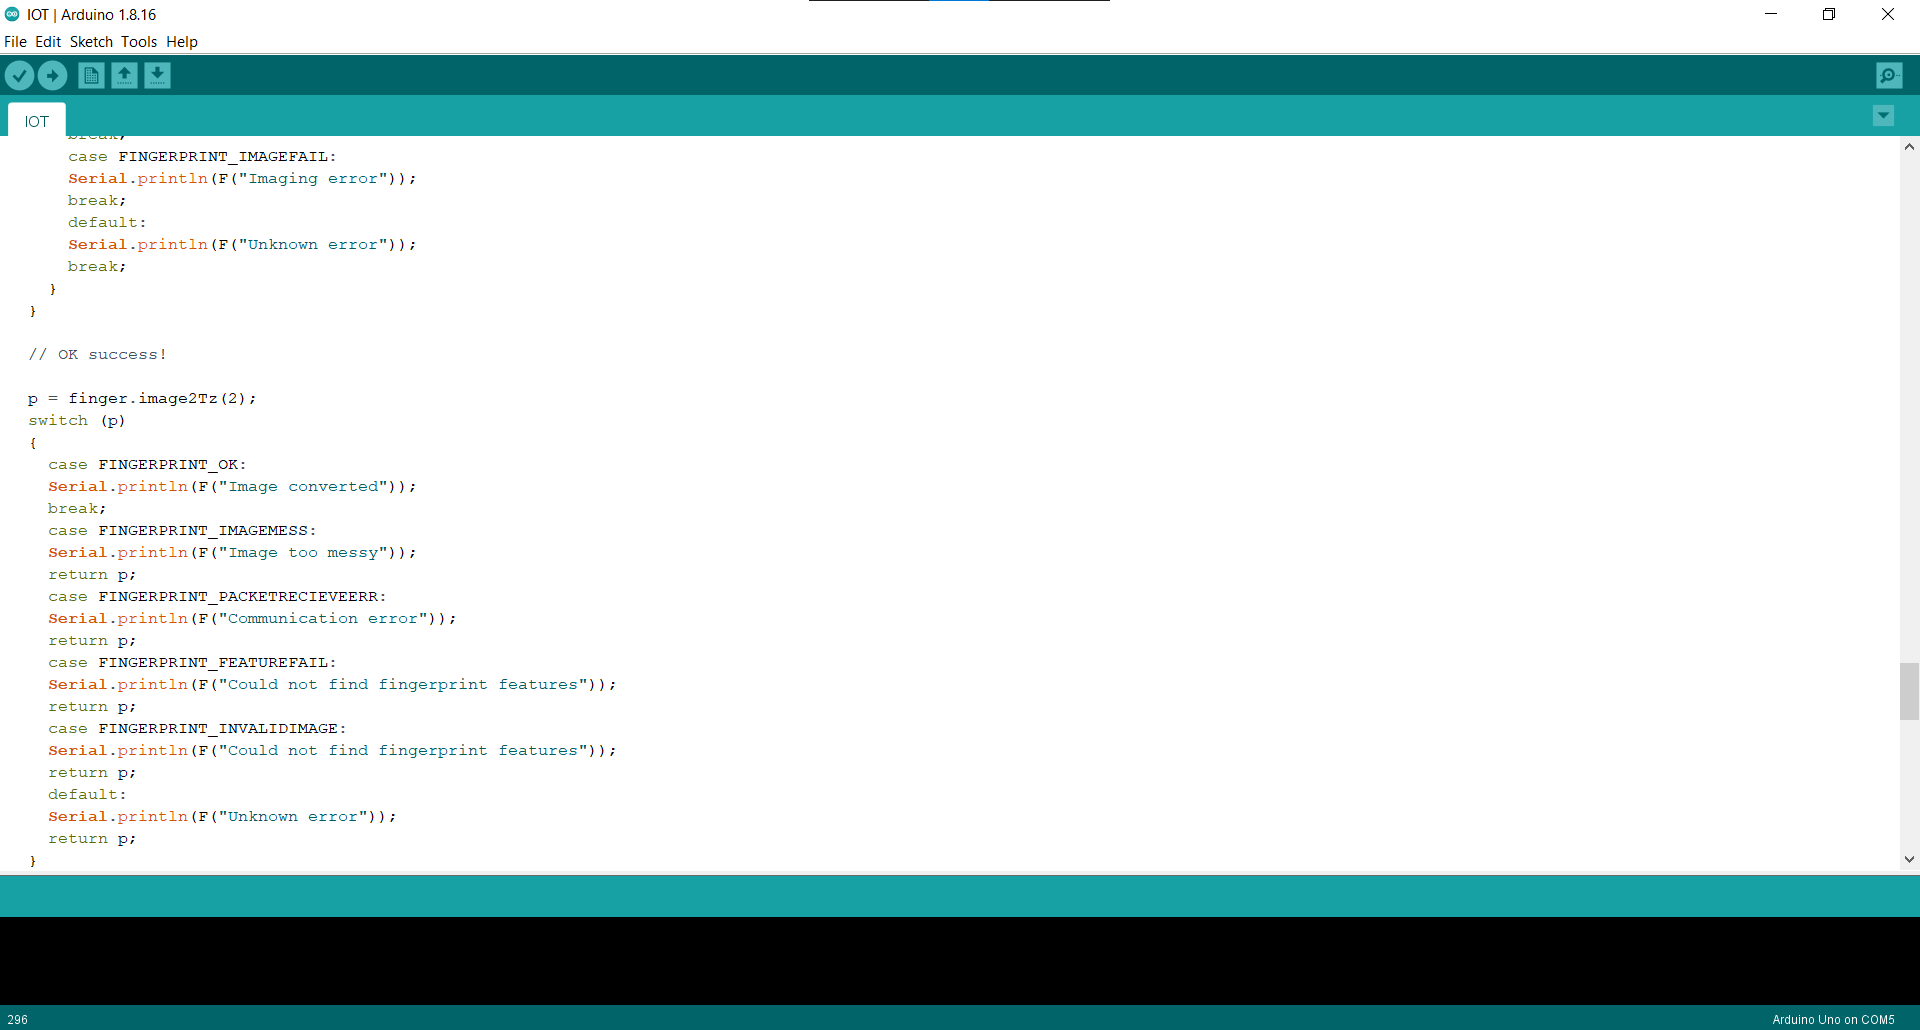 IOT | Arduino 1.8.16
File Edit Sketch Tools Help
IOT
break;
case FINGERPRINT_IMAGEFAIL:
Serial.println(F("Imaging error"));
break;
default:
Serial.println(F("Unknown error"));
break;
}
}
// OK success!
p = finger.image2Tz(2);
switch (p)
{
case FINGERPRINT_OK:
Serial.println(F("Image converted"));
break;
case FINGERPRINT_IMAGEMESS:
Serial.println(F("Image too messy"));
return p;
case FINGERPRINT_PACKETRECIEVEERR:
Serial.println(F("Communication error"));
return p;
case FINGERPRINT_FEATUREFAIL:
Serial.println(F("Could not find fingerprint features"));
return p;
case FINGERPRINT_INVALIDIMAGE:
Serial.println(F("Could not find fingerprint features"));
return p;
default:
Serial.println(F("Unknown error"));
return p;
}
296
Arduino Uno on COM5